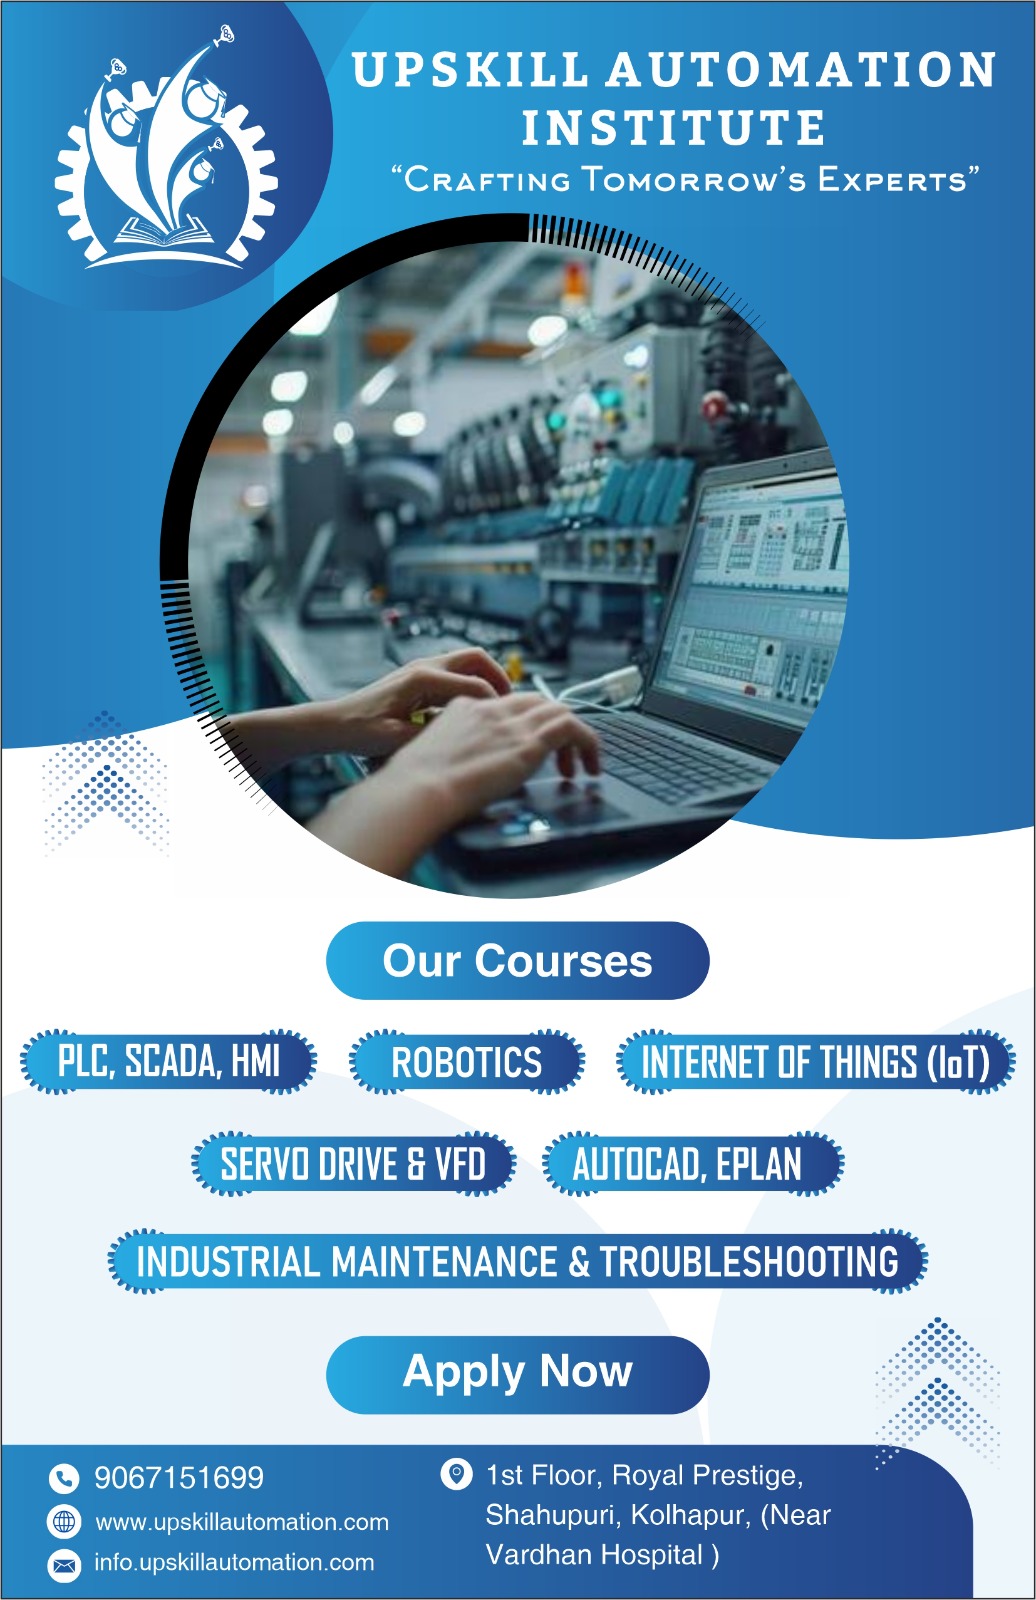 UPSKILL AUTOMATION
INSTITUTE
“CRAFTING TOMORROW’S EXPERTS”
Our Courses
PLC, SCADA, HMI
ROBOTICS
INTERNET OF THINGS (IoT)
SERVO DRIVE & VFD
AUTOCAD, EPLAN
INDUSTRIAL MAINTENANCE & TROUBLESHOOTING
Apply Now
9067151699
www.upskillautomation.com
info.upskillautomation.com
1st Floor, Royal Prestige,
Shahupuri, Kolhapur, (Near
Vardhan Hospital )